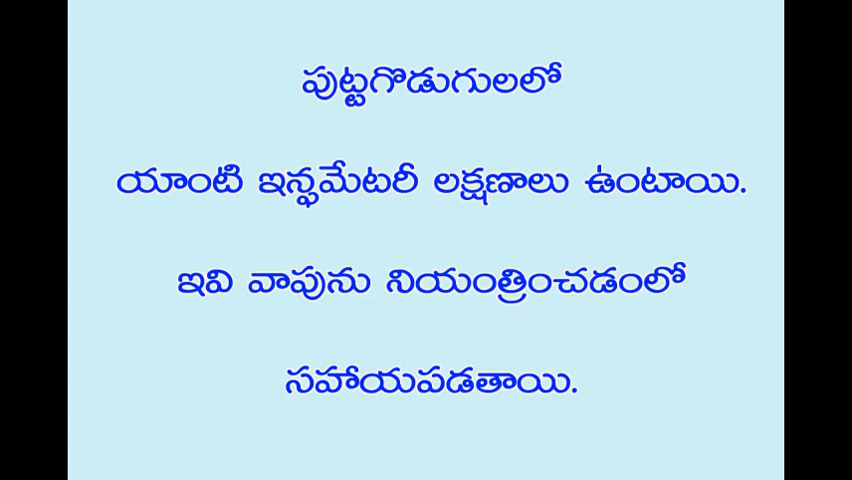 పుట్టగొడుగులలో
యాంటి ఇన్ఫమేటరీ లక్షణాలు ఉంటాయి.
ఇవి వాపును నియంత్రించడంలో
సహాయపడతాయి.